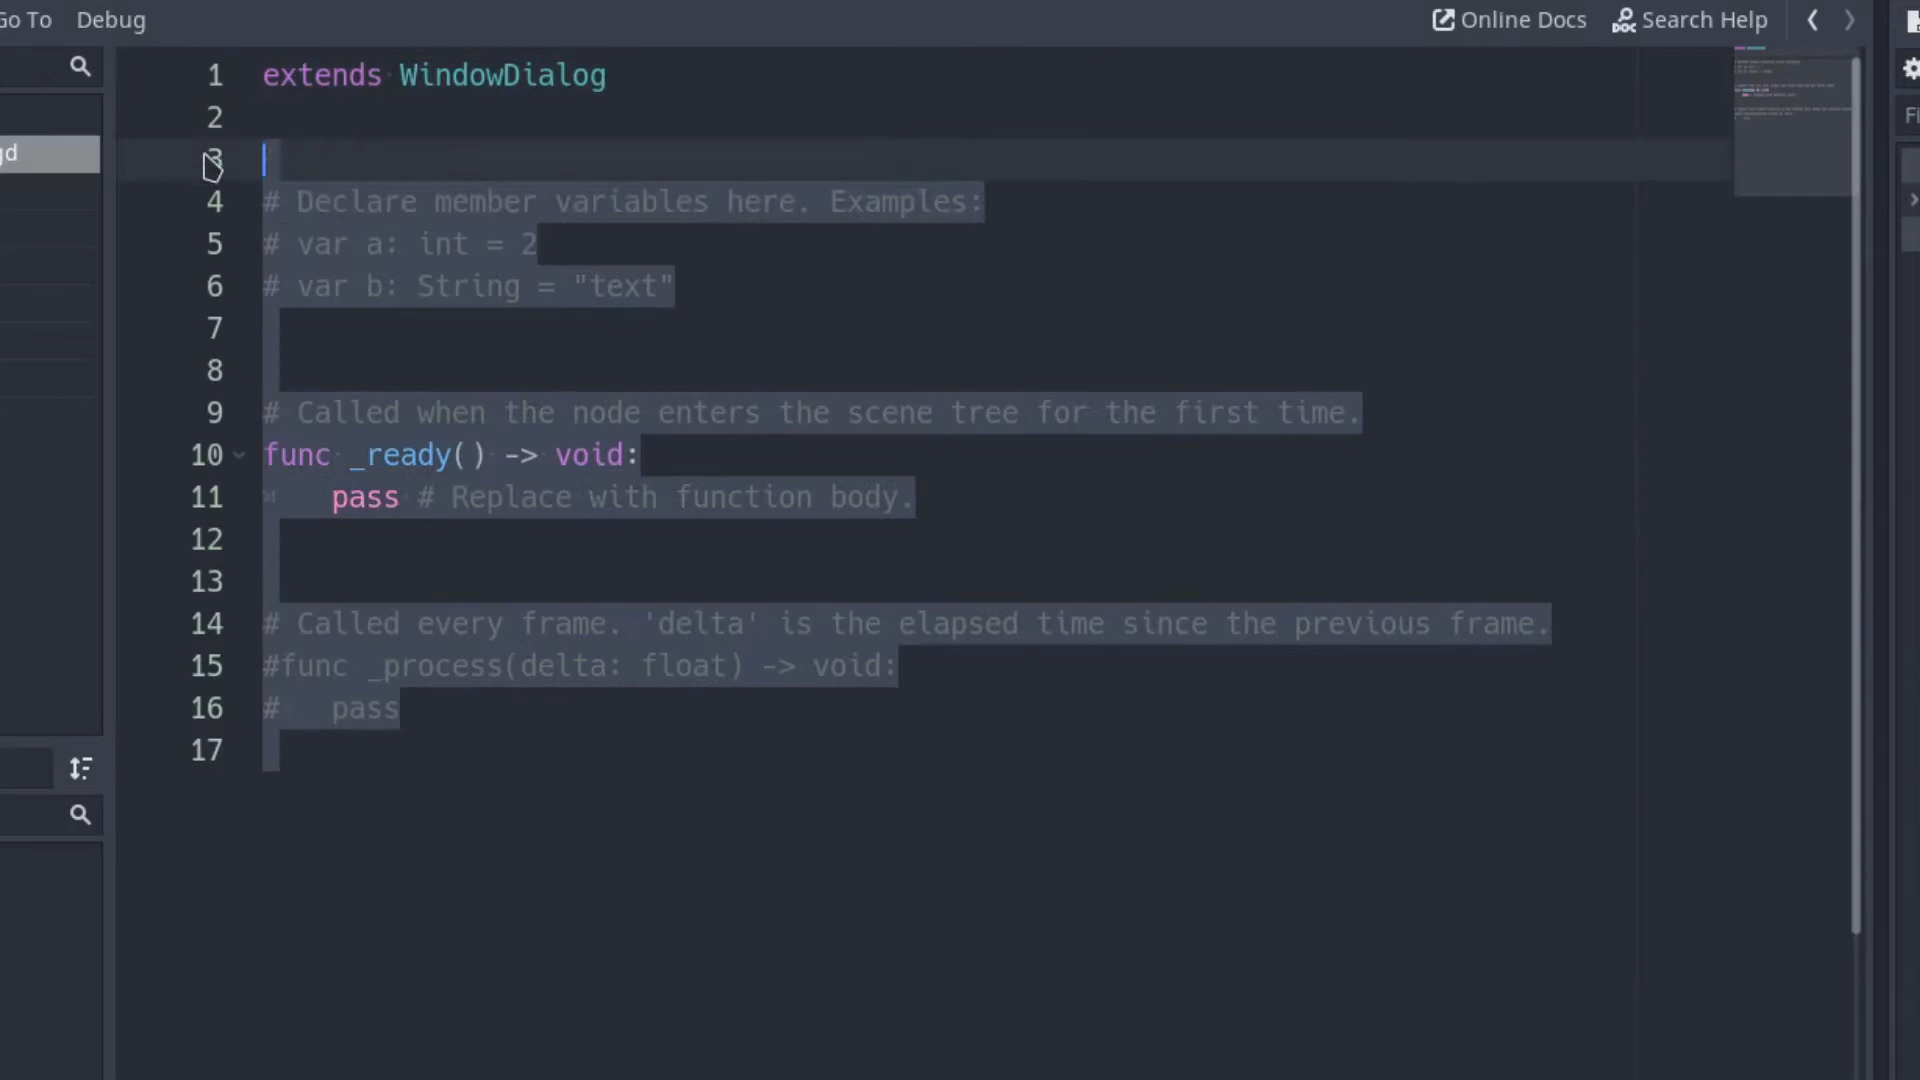 Go To Debug Online Docs Search Help
1 extends WindowDialog
2
3
4 # Declare member variables here. Examples:
5 # var a: int = 2
6 # var b: String = "text"
7
8
9 # Called when the node enters the scene tree for the first time.
10 func _ready() -> void:
11 pass # Replace with function body.
12
13
14 # Called every frame. 'delta' is the elapsed time since the previous frame.
15 #func _process(delta: float) -> void:
16 # pass
17
gd
Fi